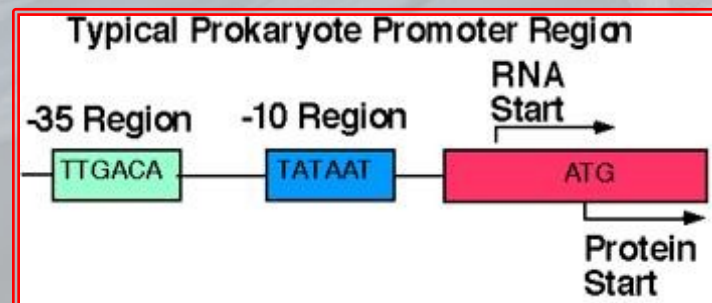 Typical Prokaryote Promoter Region
RNA
Start
-35 Region
-10 Region
TTGACA
TATAAT
ATG
Protein
Start